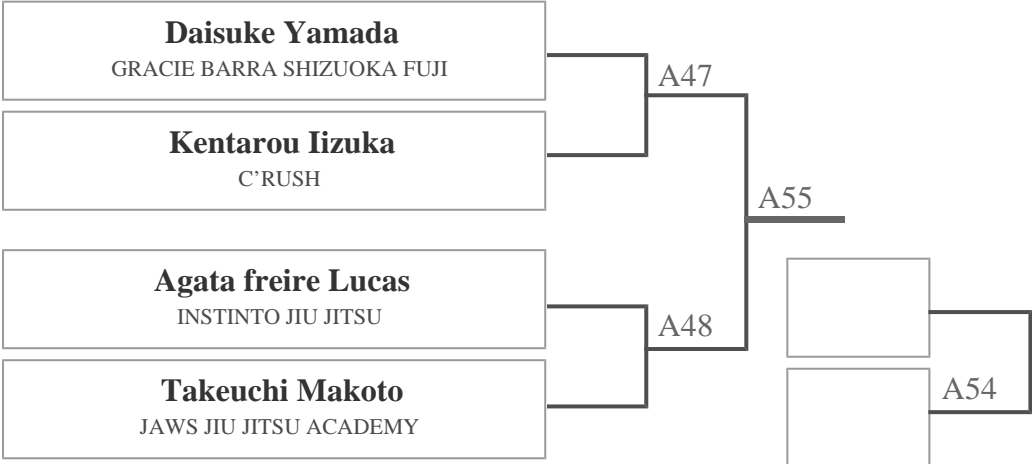 Daisuke Yamada
GRACIE BARRA SHIZUOKA FUJI
A47
Kentarou Iizuka
C’RUSH
A55
Agata freire Lucas
INSTINTO JIU JITSU
A48
Takeuchi Makoto
JAWS JIU JITSU ACADEMY
A54